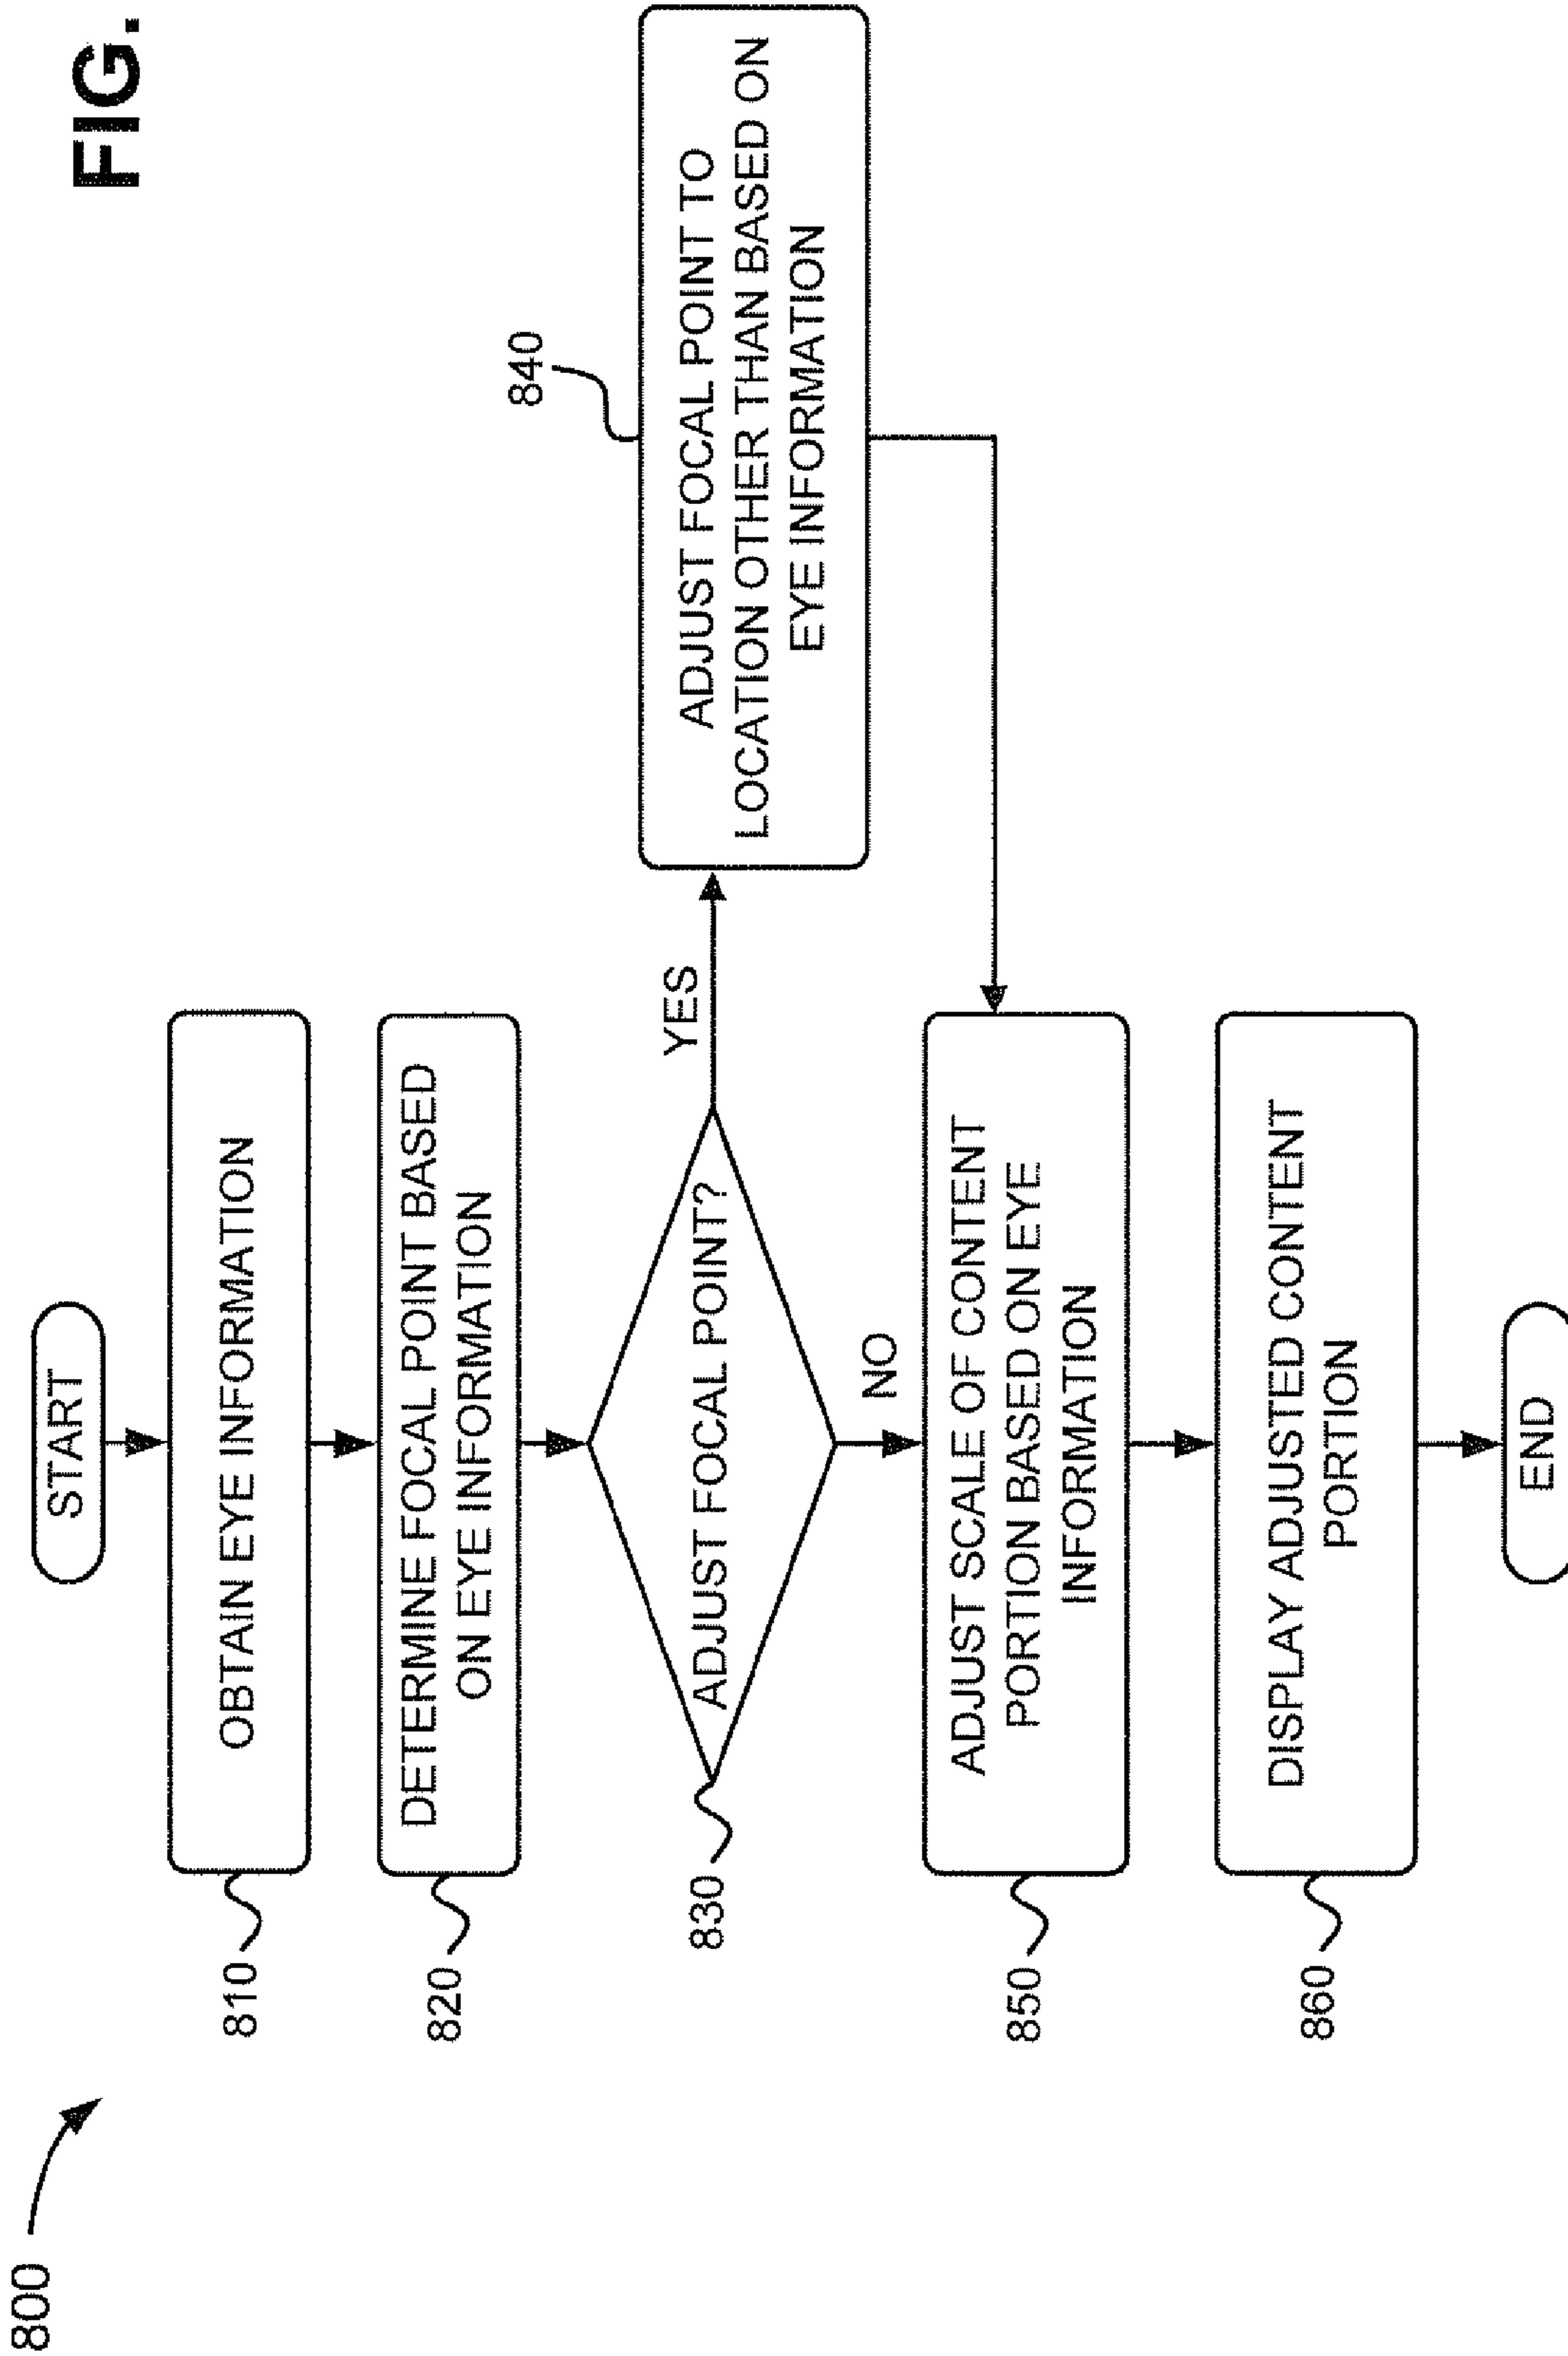 800
START
810
OBTAIN EYE INFORMATION
820
DETERMINE FOCAL POINT BASED
ON EYE INFORMATION
830
ADJUST FOCAL POINT?
YES
840
ADJUST FOCAL POINT TO
LOCATION OTHER THAN BASED ON
EYE INFORMATION
NO
850
ADJUST SCALE OF CONTENT
PORTION BASED ON EYE
INFORMATION
860
DISPLAY ADJUSTED CONTENT
PORTION
END
FIG.